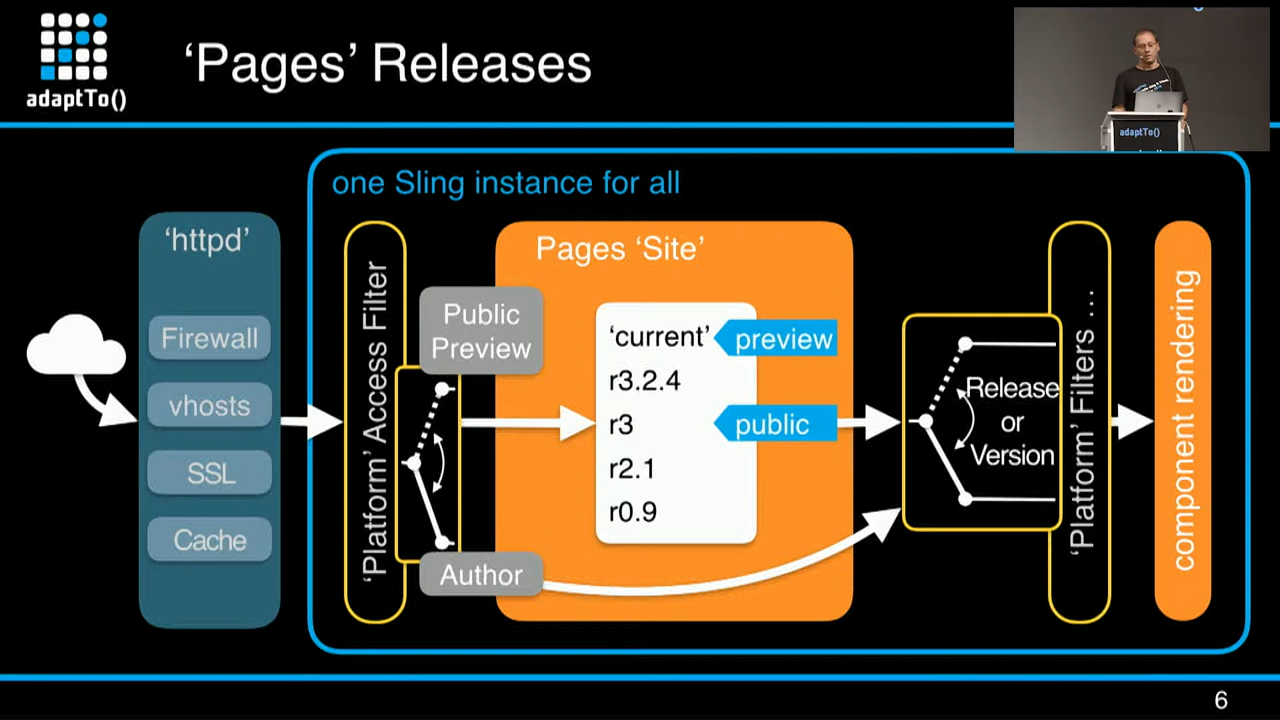 adaptTo()
‘Pages’ Releases
adaptTo()
one Sling instance for all
‘httpd’
Firewall
vhosts
SSL
Cache
‘Platform’ Access Filter
Public
Preview
Author
Pages ‘Site’
‘current’
preview
r3.2.4
r3
public
r2.1
r0.9
Release
or
Version
‘Platform’ Filters ...
component rendering
6